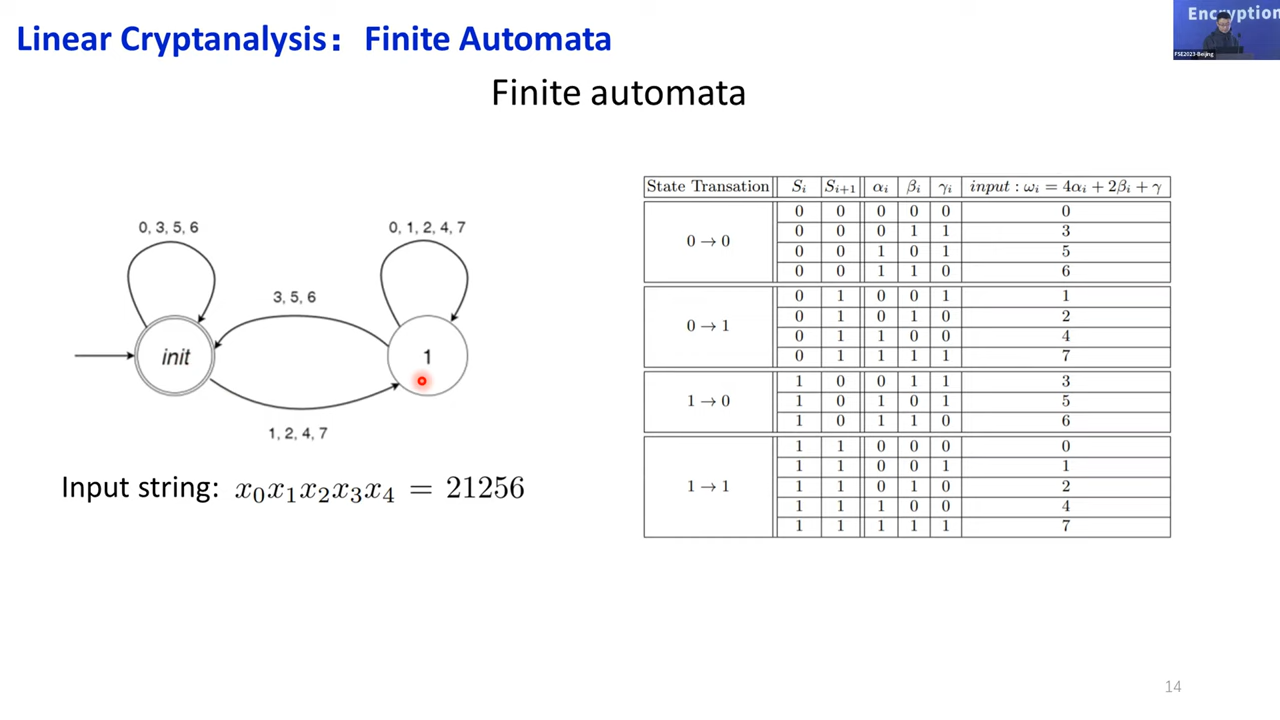 Linear Cryptanalysis： Finite Automata
Encryption
FSE2023-Beijing
Finite automata
0, 3, 5, 6
0, 1, 2, 4, 7
3, 5, 6
init
1
1, 2, 4, 7
Input string: x₀x₁x₂x₃x₄ = 21256
State Transation Sᵢ Sᵢ₊₁ αᵢ βᵢ γᵢ input : ωᵢ = 4αᵢ + 2βᵢ + γ
0 → 0
0 0 0 0 0 0
0 0 0 1 1 3
0 0 1 0 1 5
0 0 1 1 0 6
0 → 1
0 1 0 0 1 1
0 1 0 1 0 2
0 1 1 0 0 4
0 1 1 1 1 7
1 → 0
1 0 0 1 1 3
1 0 1 0 1 5
1 0 1 1 0 6
1 → 1
1 1 0 0 0 0
1 1 0 0 1 1
1 1 0 1 0 2
1 1 1 0 0 4
1 1 1 1 1 7
14